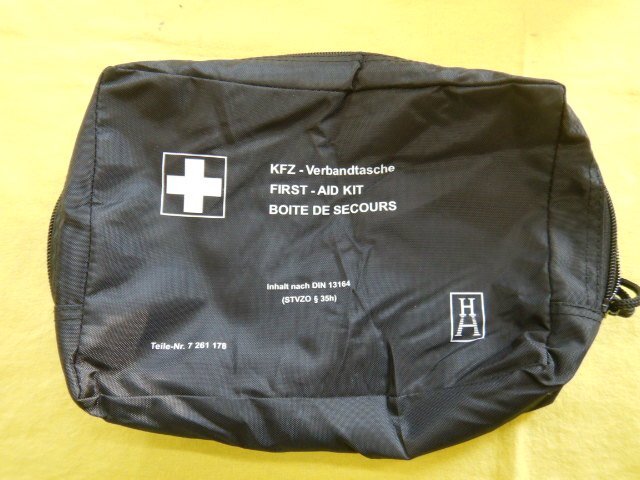 KFZ - Verbandtasche
FIRST - AID KIT
BOITE DE SECOURS
Inhalt nach DIN 13164
(STVZO § 35h)
HA
Teile-Nr. 7 261 178